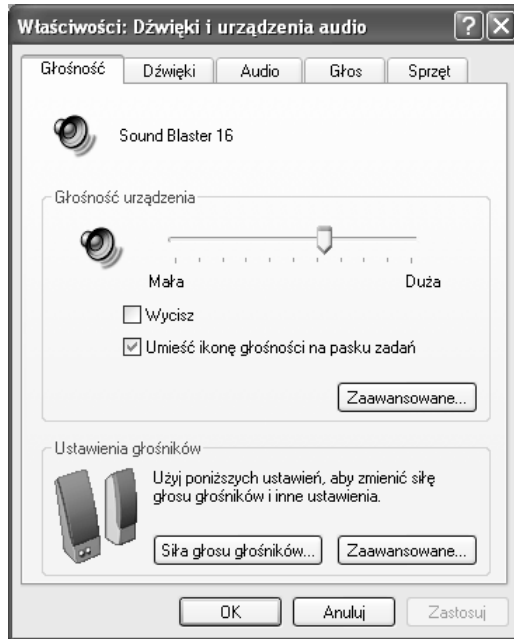 Właściwości: Dźwięki i urządzenia audio
Głośność Dźwięki Audio Głos Sprzęt
Sound Blaster 16
Głośność urządzenia
Mała Duża
Wycisz
Umieść ikonę głośności na pasku zadań
Zaawansowane...
Ustawienia głośników
Użyj poniższych ustawień, aby zmienić siłę
głosu głośników i inne ustawienia.
Siła głosu głośników... Zaawansowane...
OK Anuluj Zastosuj